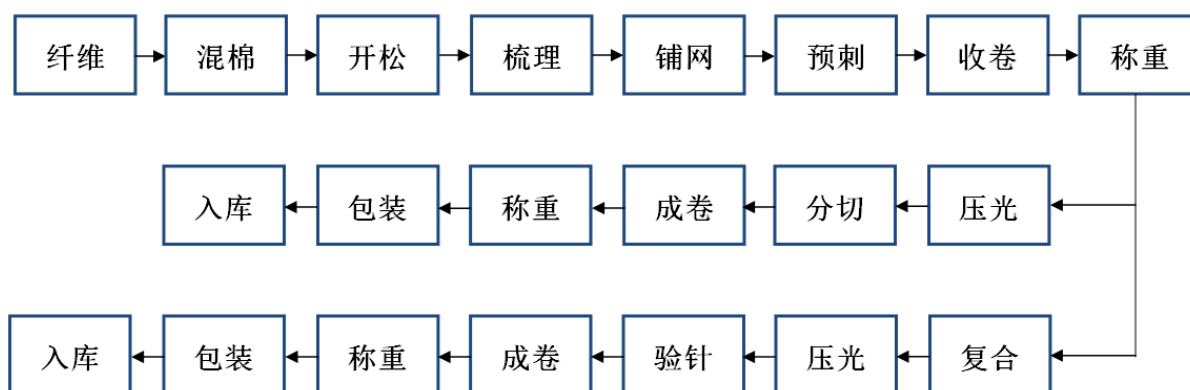 纤维 混棉 开松 梳理 铺网 预刺 收卷 称重
入库 包装 称重 成卷 分切 压光
入库 包装 称重 成卷 验针 压光 复合